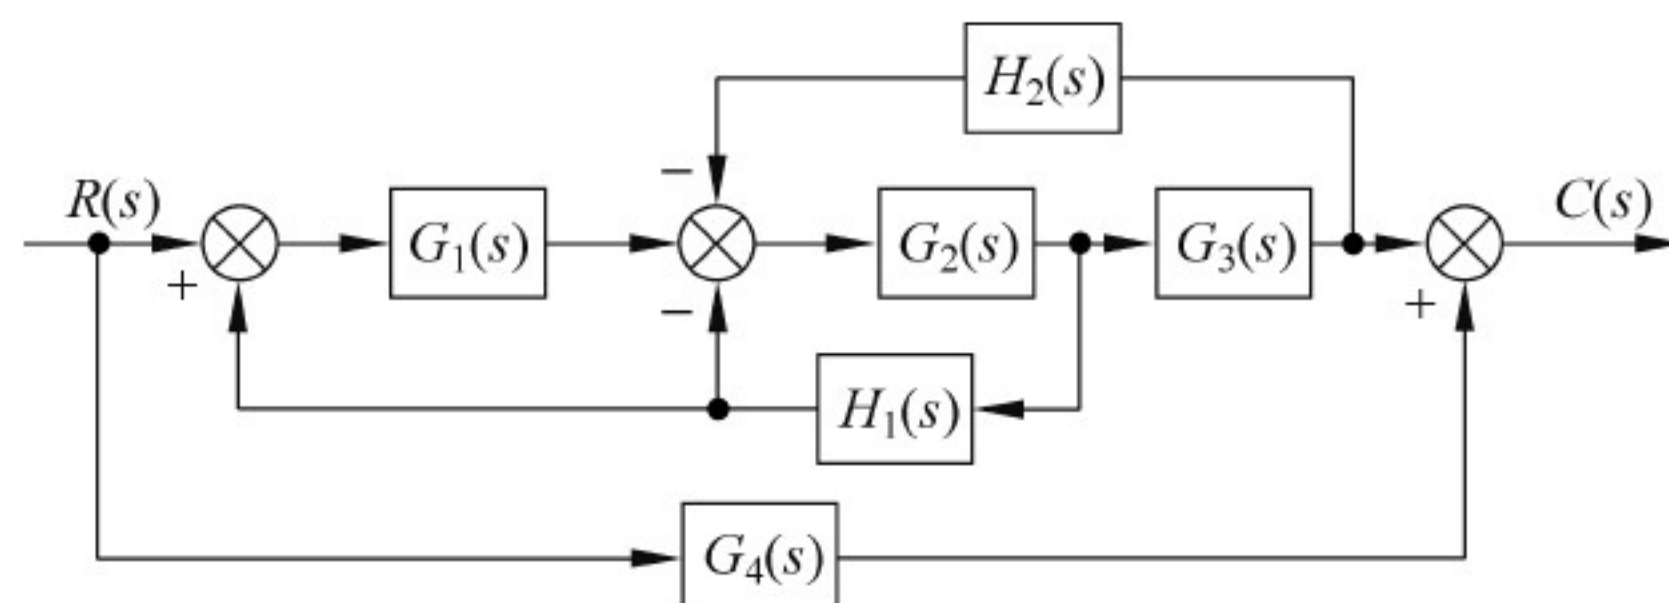 H₂(s)
−
R(s)
G₁(s)
G₂(s)
G₃(s)
C(s)
+
−
+
H₁(s)
G₄(s)